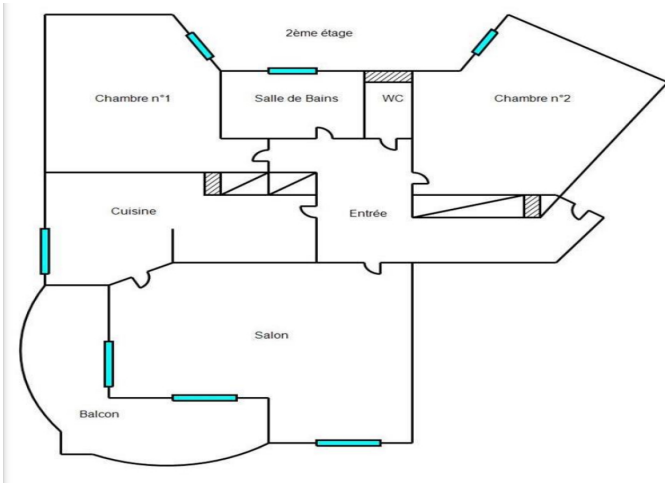 2ème étage
Chambre n°1
Salle de Bains
WC
Chambre n°2
Cuisine
Entrée
Salon
Balcon